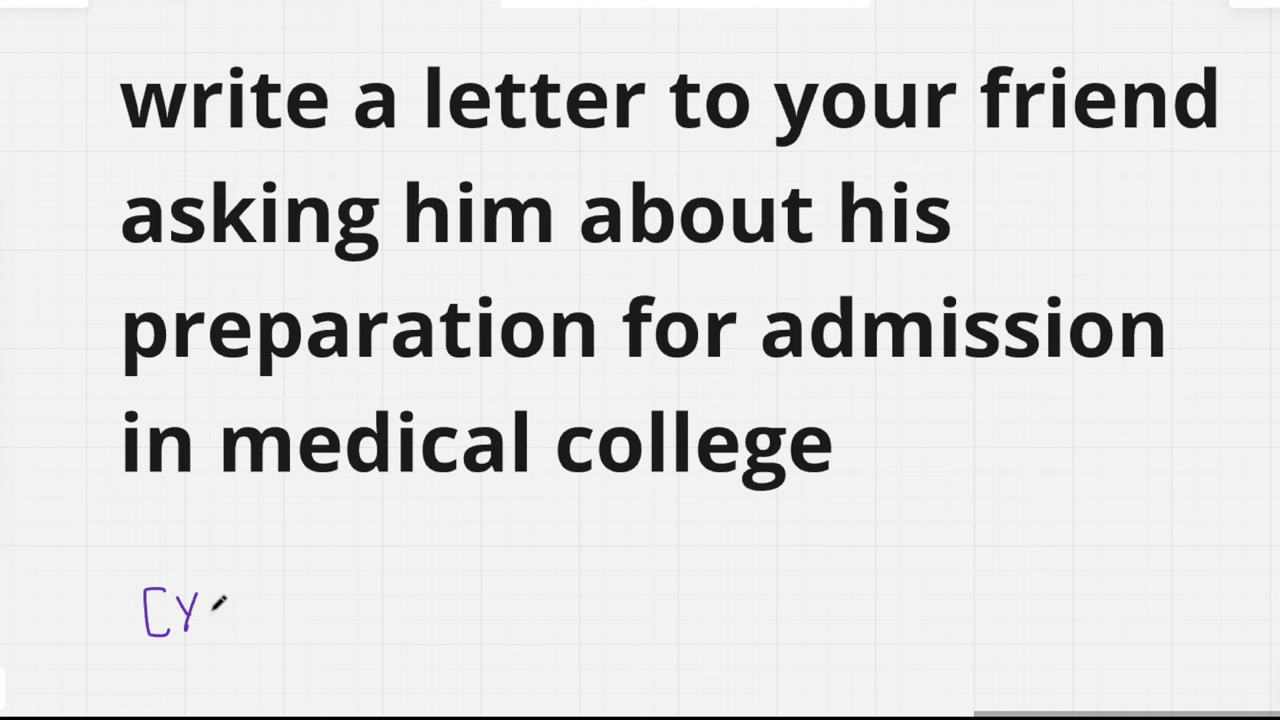 write a letter to your friend
asking him about his
preparation for admission
in medical college
[Y